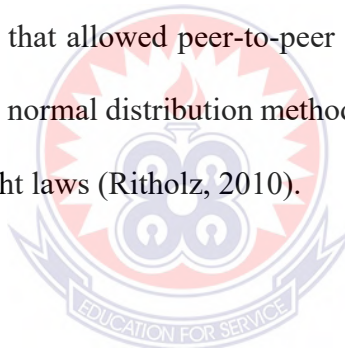 that allowed peer-to-peer
normal distribution method
ht laws (Ritholz, 2010).
EDUCATION FOR SERVICE